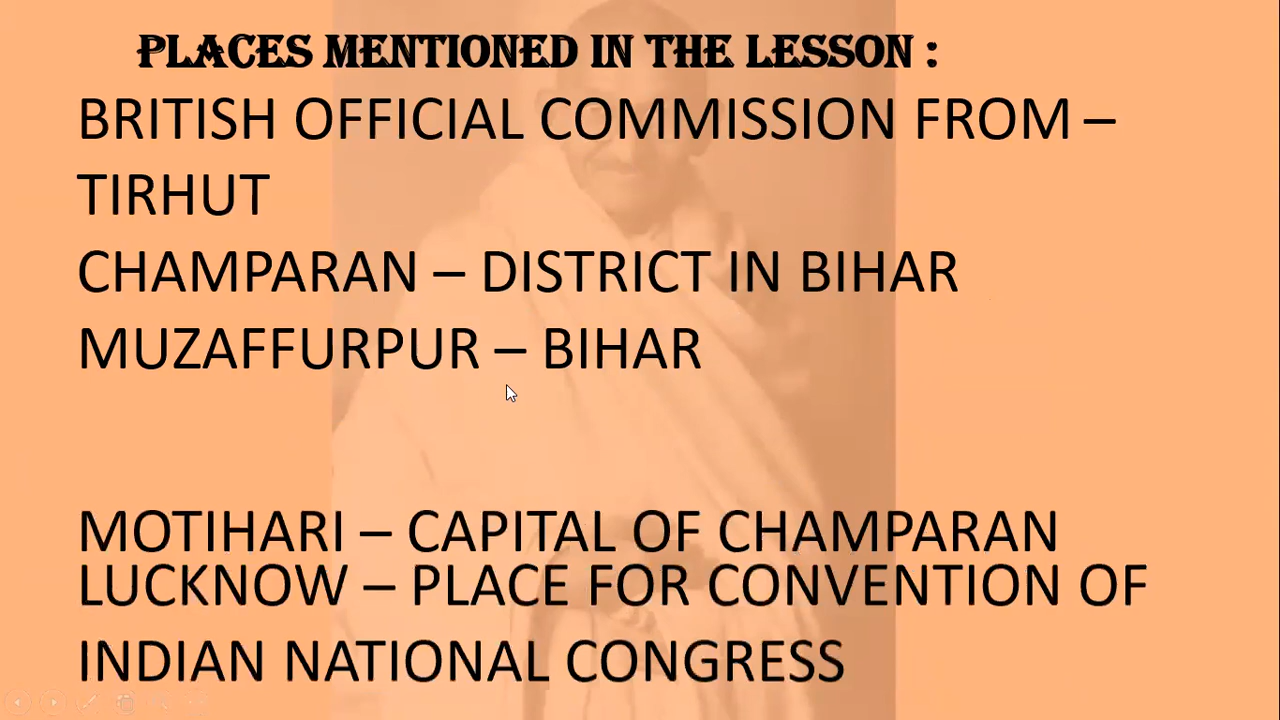 PLACES MENTIONED IN THE LESSON :
BRITISH OFFICIAL COMMISSION FROM –
TIRHUT
CHAMPARAN – DISTRICT IN BIHAR
MUZAFFURPUR – BIHAR
MOTIHARI – CAPITAL OF CHAMPARAN
LUCKNOW – PLACE FOR CONVENTION OF
INDIAN NATIONAL CONGRESS